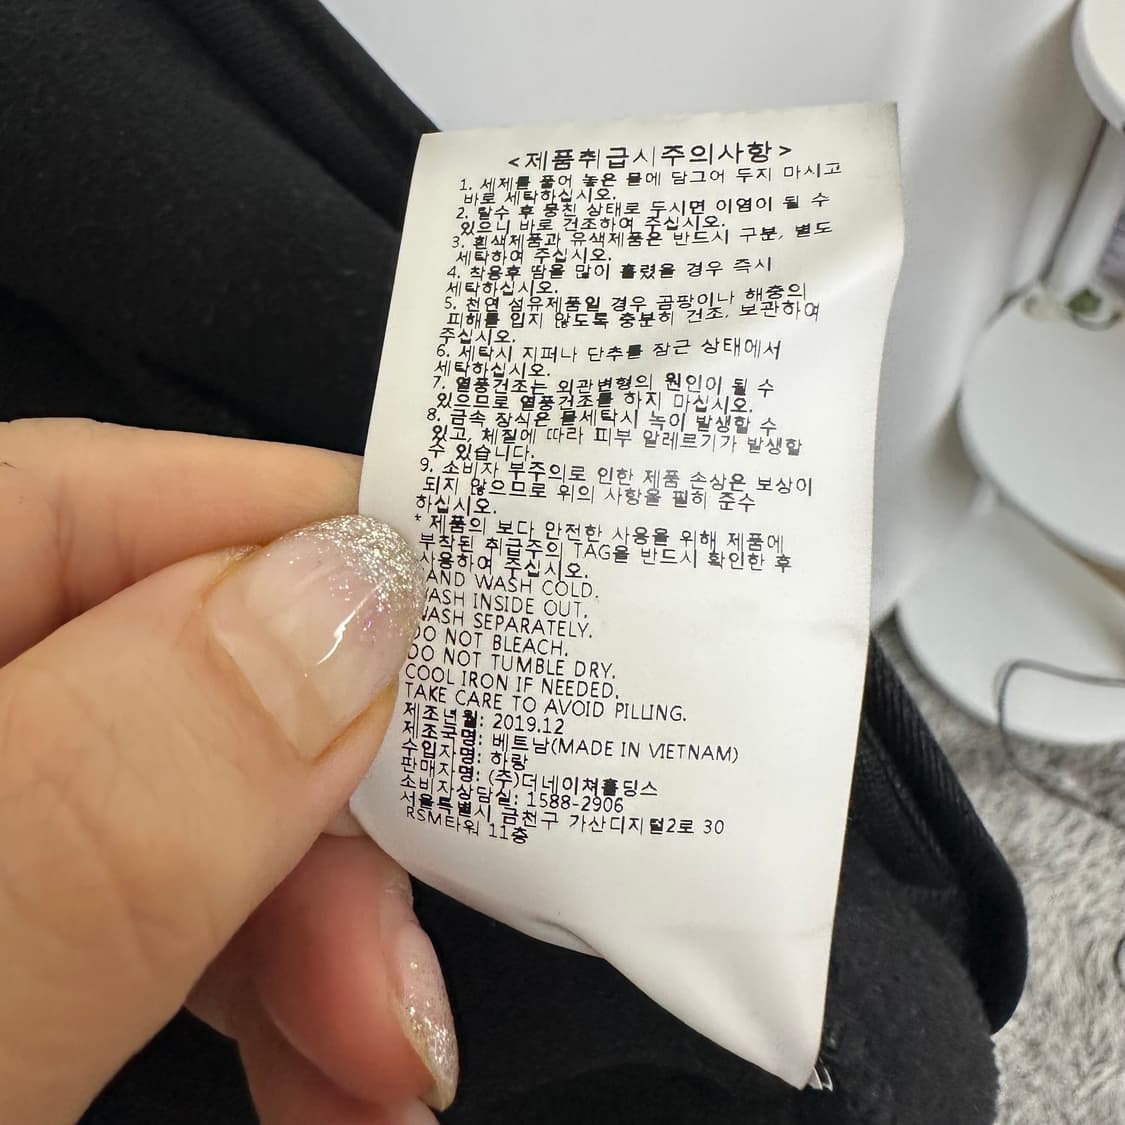 <제품취급시주의사항>
1. 세제를 풀어 놓은 물에 담그어 두지 마시고
바로 세탁하십시오.
2. 탈수 후 뭉친 상태로 두시면 이염이 될 수
있으니 바로 건조하여 주십시오.
3. 흰색제품과 유색제품은 반드시 구분, 별도
세탁하여 주십시오.
4. 착용후 땀을 많이 흘렸을 경우 즉시
세탁하십시오.
5. 천연 섬유제품일 경우 곰팡이나 해충의
피해를 입지 않도록 충분히 건조, 보관하여
주십시오.
6. 세탁시 지퍼나 단추를 잠근 상태에서
세탁하십시오.
7. 열풍건조는 외관변형의 원인이 될 수
있으므로 열풍건조를 하지 마십시오.
8. 금속 장식은 물세탁시 녹이 발생할 수
있고, 체질에 따라 피부 알레르기가 발생할
수 있습니다.
9. 소비자 부주의로 인한 제품 손상은 보상이
되지 않으므로 위의 사항을 필히 준수
하십시오.
* 제품의 보다 안전한 사용을 위해 제품에
부착된 취급주의 TAG을 반드시 확인한 후
사용하여 주십시오.
AND WASH COLD.
WASH INSIDE OUT.
WASH SEPARATELY.
DO NOT BLEACH.
DO NOT TUMBLE DRY.
COOL IRON IF NEEDED.
TAKE CARE TO AVOID PILLING.
제조년월: 2019.12
제조국명: 베트남(MADE IN VIETNAM)
수입자명: 하랑
판매자명: (주)더네이쳐홀딩스
소비자상담실: 1588-2906
서울특별시 금천구 가산디지털2로 30
RSM타워 11층